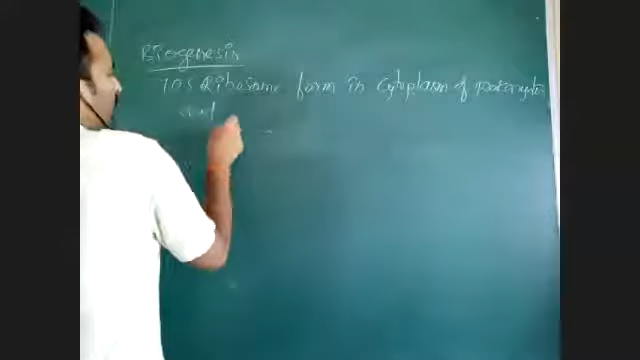 Biogenesis
70S Ribosome form in Cytoplasm of prokaryotes
and